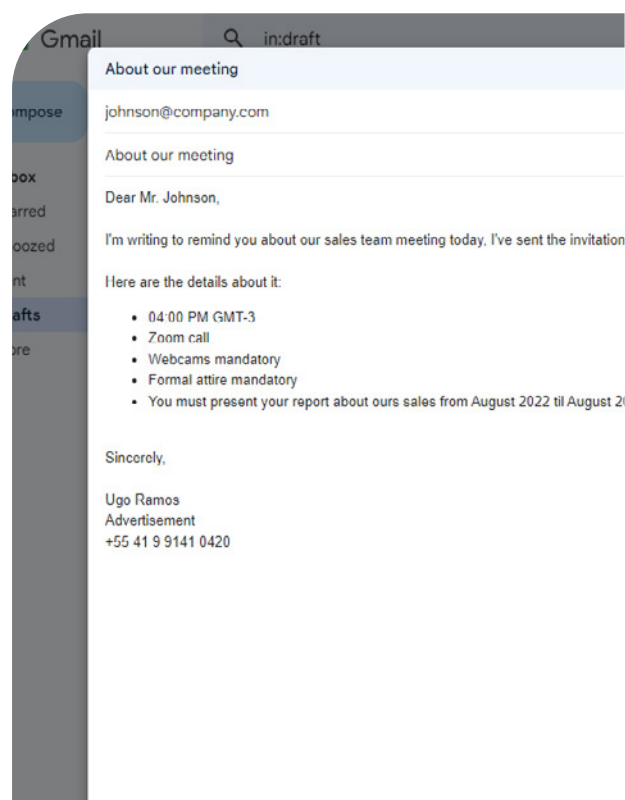 Gmail
in:draft
About our meeting
johnson@company.com
About our meeting
Dear Mr. Johnson,
I'm writing to remind you about our sales team meeting today, I've sent the invitation
Here are the details about it:
• 04:00 PM GMT-3
• Zoom call
• Webcams mandatory
• Formal attire mandatory
• You must present your report about ours sales from August 2022 til August
Sincerely,
Ugo Ramos
Advertisement
+55 41 9 9141 0420
mpose
box
arred
oozed
nt
afts
ore